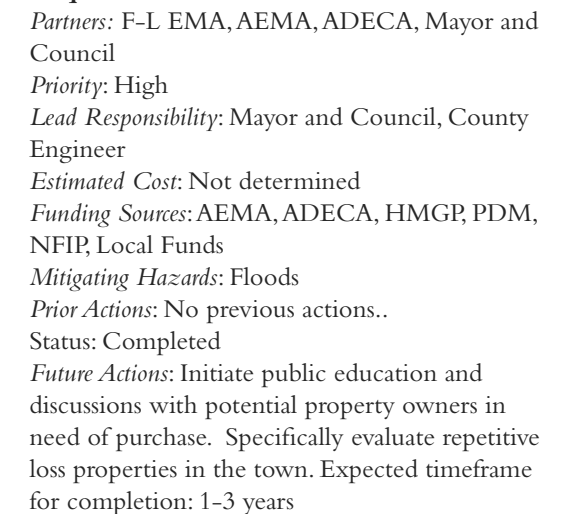 Partners: F-L EMA, AEMA, ADECA, Mayor and
Council
Priority: High
Lead Responsibility: Mayor and Council, County
Engineer
Estimated Cost: Not determined
Funding Sources: AEMA, ADECA, HMGP, PDM,
NFIP, Local Funds
Mitigating Hazards: Floods
Prior Actions: No previous actions..
Status: Completed
Future Actions: Initiate public education and
discussions with potential property owners in
need of purchase.  Specifically evaluate repetitive
loss properties in the town. Expected timeframe
for completion: 1-3 years